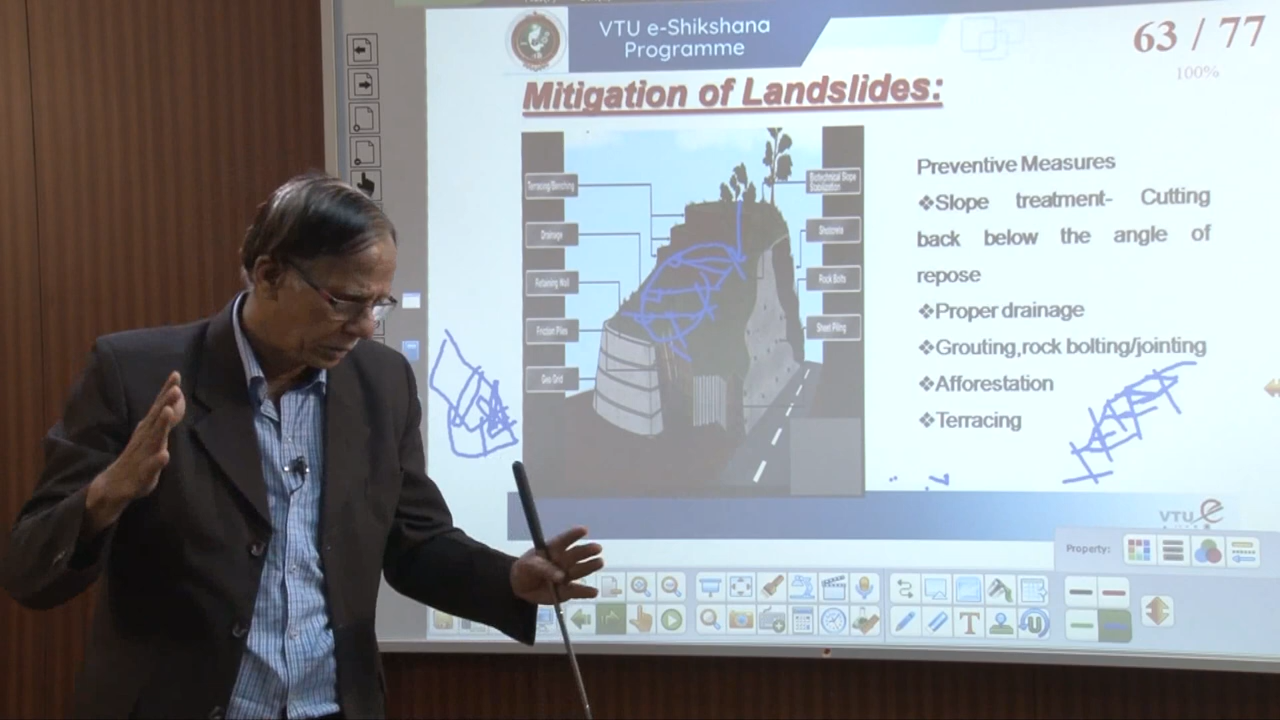 VTU e-Shikshana
Programme
63 / 77
100%
Mitigation of Landslides:
Terracing/Benching
Drainage
Retaining Wall
Friction Piles
Geo Grid
Biotechnical Slope
Stabilization
Shotcrete
Rock Bolts
Sheet Piling
Preventive Measures
❖Slope treatment- Cutting
back below the angle of
repose
❖Proper drainage
❖Grouting,rock bolting/jointing
❖Afforestation
❖Terracing
VTU e
Property:
T